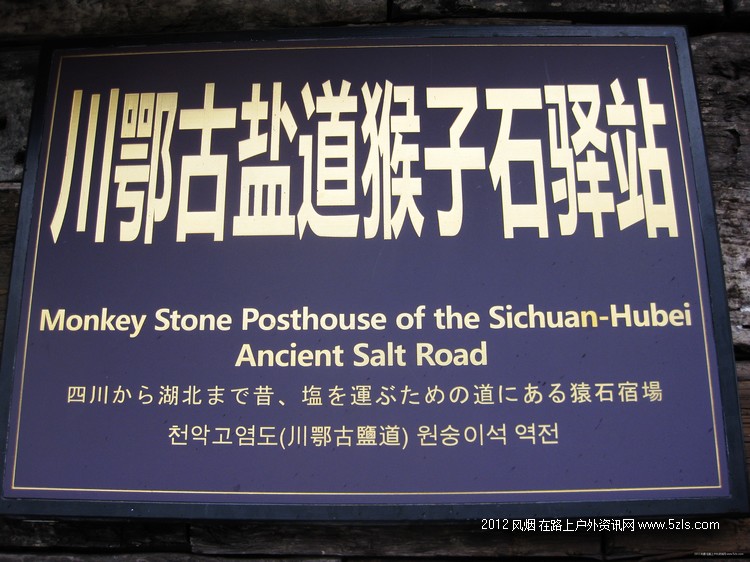 川鄂古盐道猴子石驿站
Monkey Stone Posthouse of the Sichuan-Hubei
Ancient Salt Road
四川から湖北まで昔、塩を運ぶための道にある猿石宿場
천악고염도(川鄂古鹽道) 원숭이석 역전
2012 风烟 在路上户外资讯网 www.5zls.com